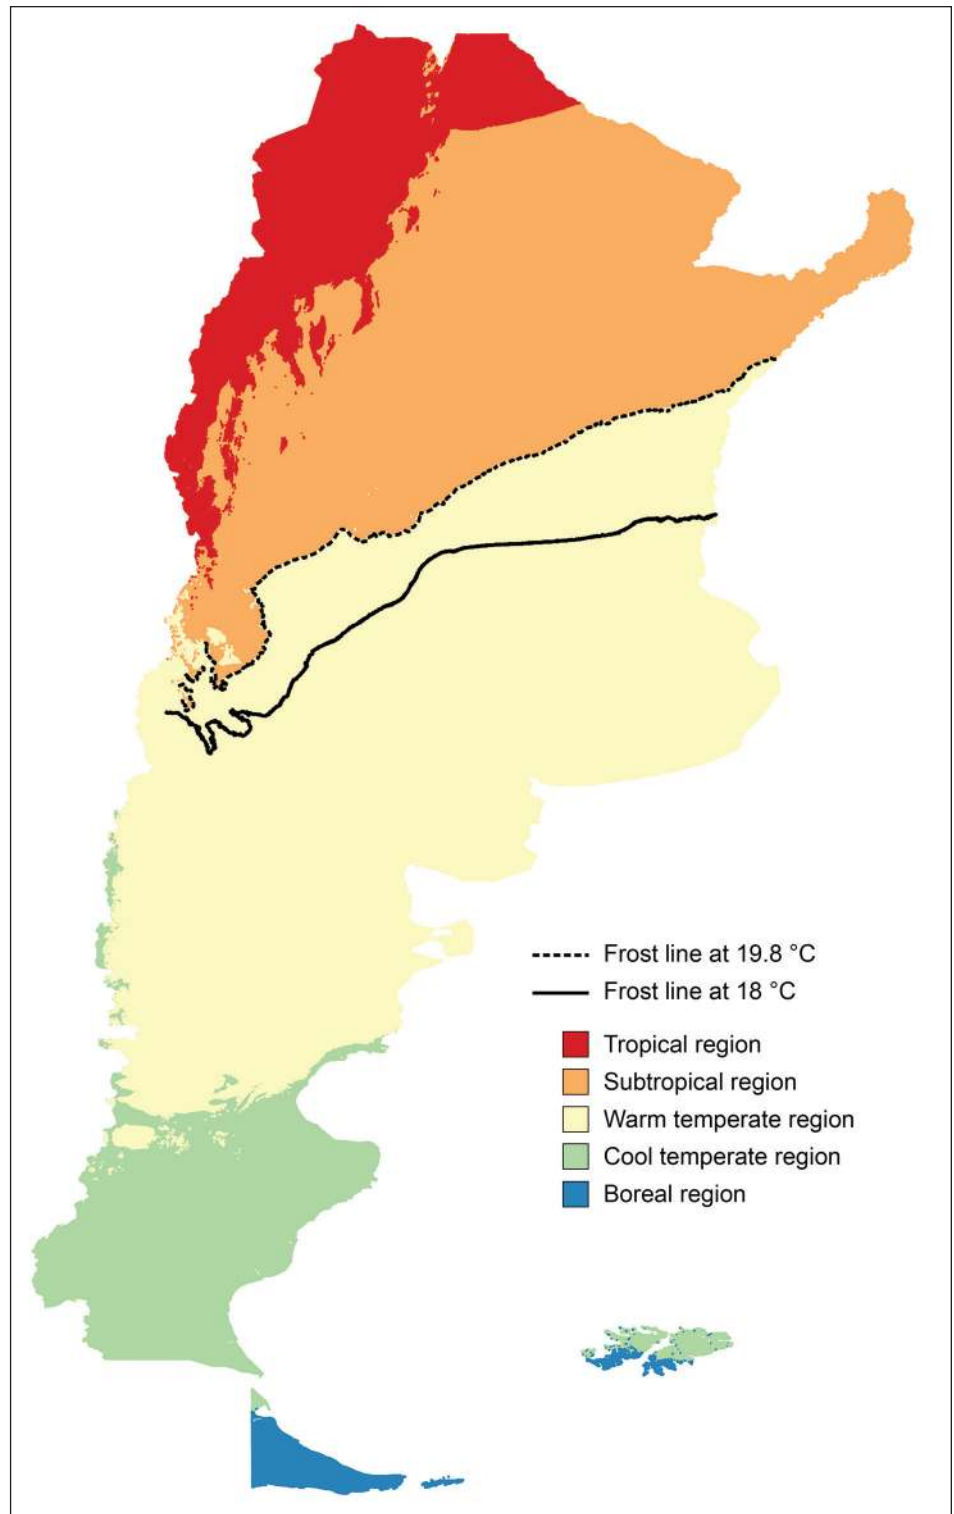 Frost line at 19.8 °C
Frost line at 18 °C
Tropical region
Subtropical region
Warm temperate region
Cool temperate region
Boreal region